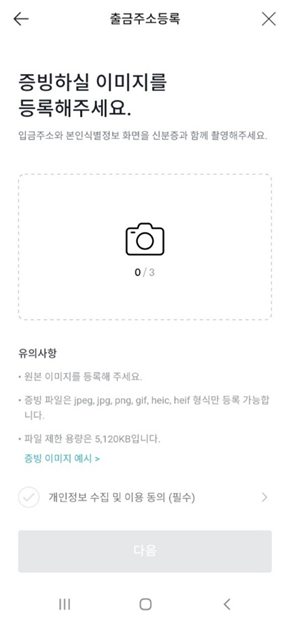 출금주소등록
증빙하실 이미지를
등록해주세요.
입금주소와 본인식별정보 화면을 신분증과 함께 촬영해주세요.
0 / 3
유의사항
• 원본 이미지를 등록해 주세요.
• 증빙 파일은 jpeg, jpg, png, gif, heic, heif 형식만 등록 가능합
니다.
• 파일 제한 용량은 5,120KB입니다.
증빙 이미지 예시 >
개인정보 수집 및 이용 동의 (필수)
다음